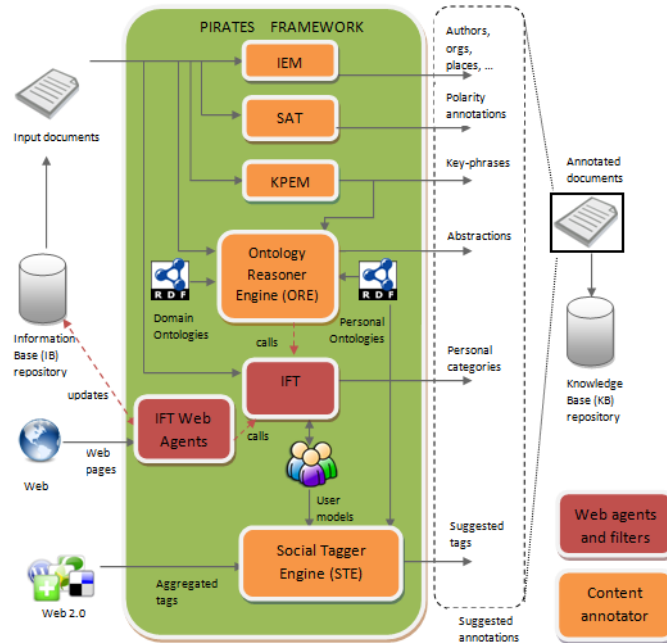 PIRATES FRAMEWORK
IEM
Authors,
orgs,
places, ...
SAT
Polarity
annotations
Input documents
KPEM
Key-phrases
Annotated
documents
Ontology
Reasoner
Engine (ORE)
Abstractions
RDF
RDF
Domain
Ontologies
Personal
Ontologies
calls
Information
Base (IB)
repository
updates
IFT
Personal
categories
Knowledge
Base (KB)
repository
IFT Web
Agents
calls
Web
pages
Web
User
models
Web agents
and filters
Social Tagger
Engine (STE)
Suggested
tags
Aggregated
tags
Web 2.0
Content
annotator
Suggested
annotations